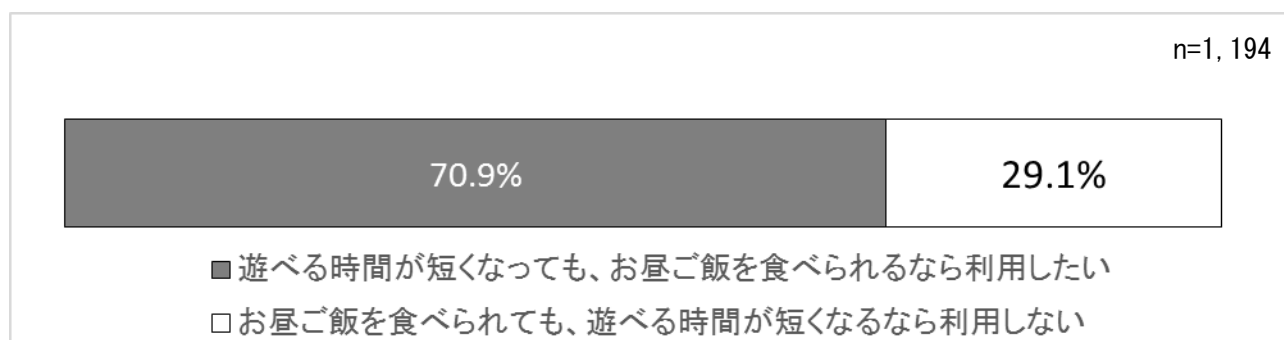 n=1,194
70.9%
29.1%
■遊べる時間が短くなっても、お昼ご飯を食べられるなら利用したい
□お昼ご飯を食べられても、遊べる時間が短くなるなら利用しない